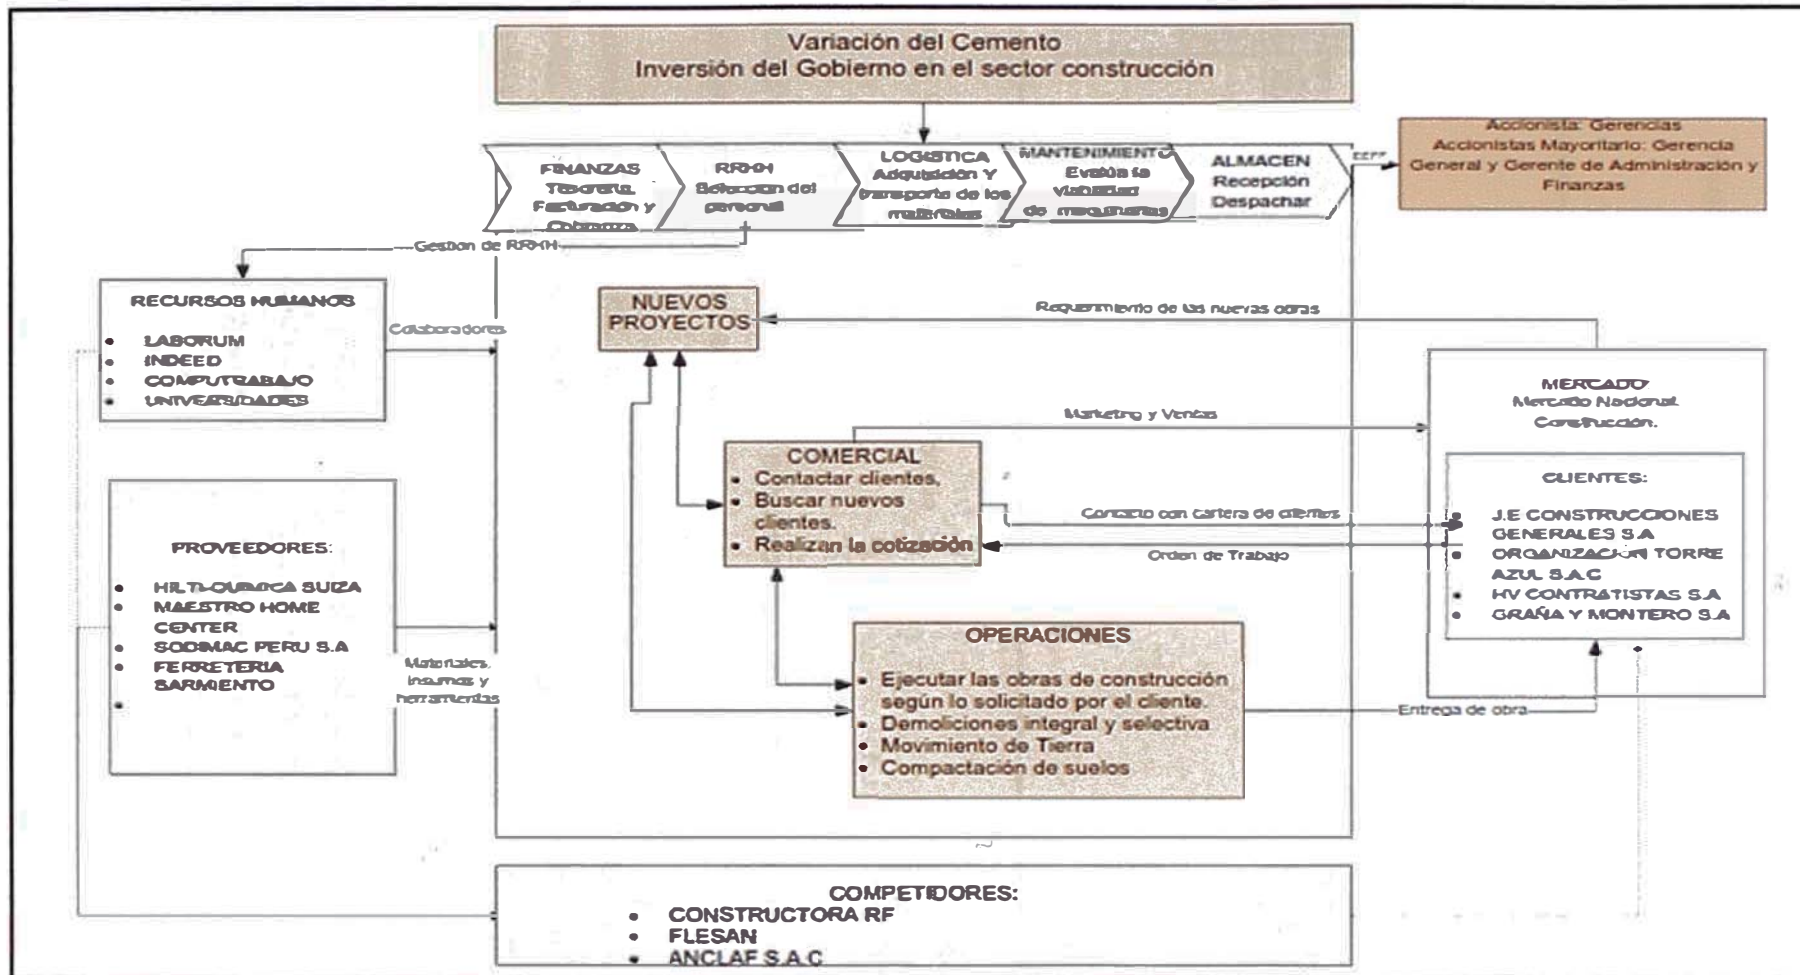 Variación del Cemento
Inversión del Gobierno en el sector construcción
Accionista: Gerencias
Accionistas Mayoritario: Gerencia
General y Gerente de Administración y
Finanzas
FINANZAS
Tesorería,
Facturación y
Cobranza
RRHH
Selección del
personal
LOGISTICA
Adquisición Y
transporte de los
materiales
MANTENIMIENTO
Evalúa la
viabilidad
de maquinarias
ALMACEN
Recepción
Despachar
EEFF
Gestion de RRHH
RECURSOS HUMANOS
• LABORUM
• INDEED
• COMPUTRABAJO
• UNIVERSIDADES
Colaboradores
NUEVOS
PROYECTOS
Requerimiento de las nuevas obras
MERCADO
Mercado Nacional
Construcción.
Marketing y Ventas
COMERCIAL
• Contactar clientes,
• Buscar nuevos
clientes.
• Realizan la cotización
Contacto con cartera de clientes
Orden de Trabajo
CLIENTES:
• J.E CONSTRUCCIONES
GENERALES S.A
• ORGANIZACIÓN TORRE
AZUL S.A.C
• HV CONTRATISTAS S.A
• GRAÑA Y MONTERO S.A
PROVEEDORES:
• HILTI-QUIMICA SUIZA
• MAESTRO HOME
CENTER
• SODIMAC PERU S.A
• FERRETERIA
SARMIENTO
•
Materiales,
insumos y
herramientas
OPERACIONES
• Ejecutar las obras de construcción
según lo solicitado por el cliente.
• Demoliciones integral y selectiva
• Movimiento de Tierra
• Compactación de suelos
Entrega de obra
COMPETIDORES:
• CONSTRUCTORA RF
• FLESAN
• ANCLAF S.A.C